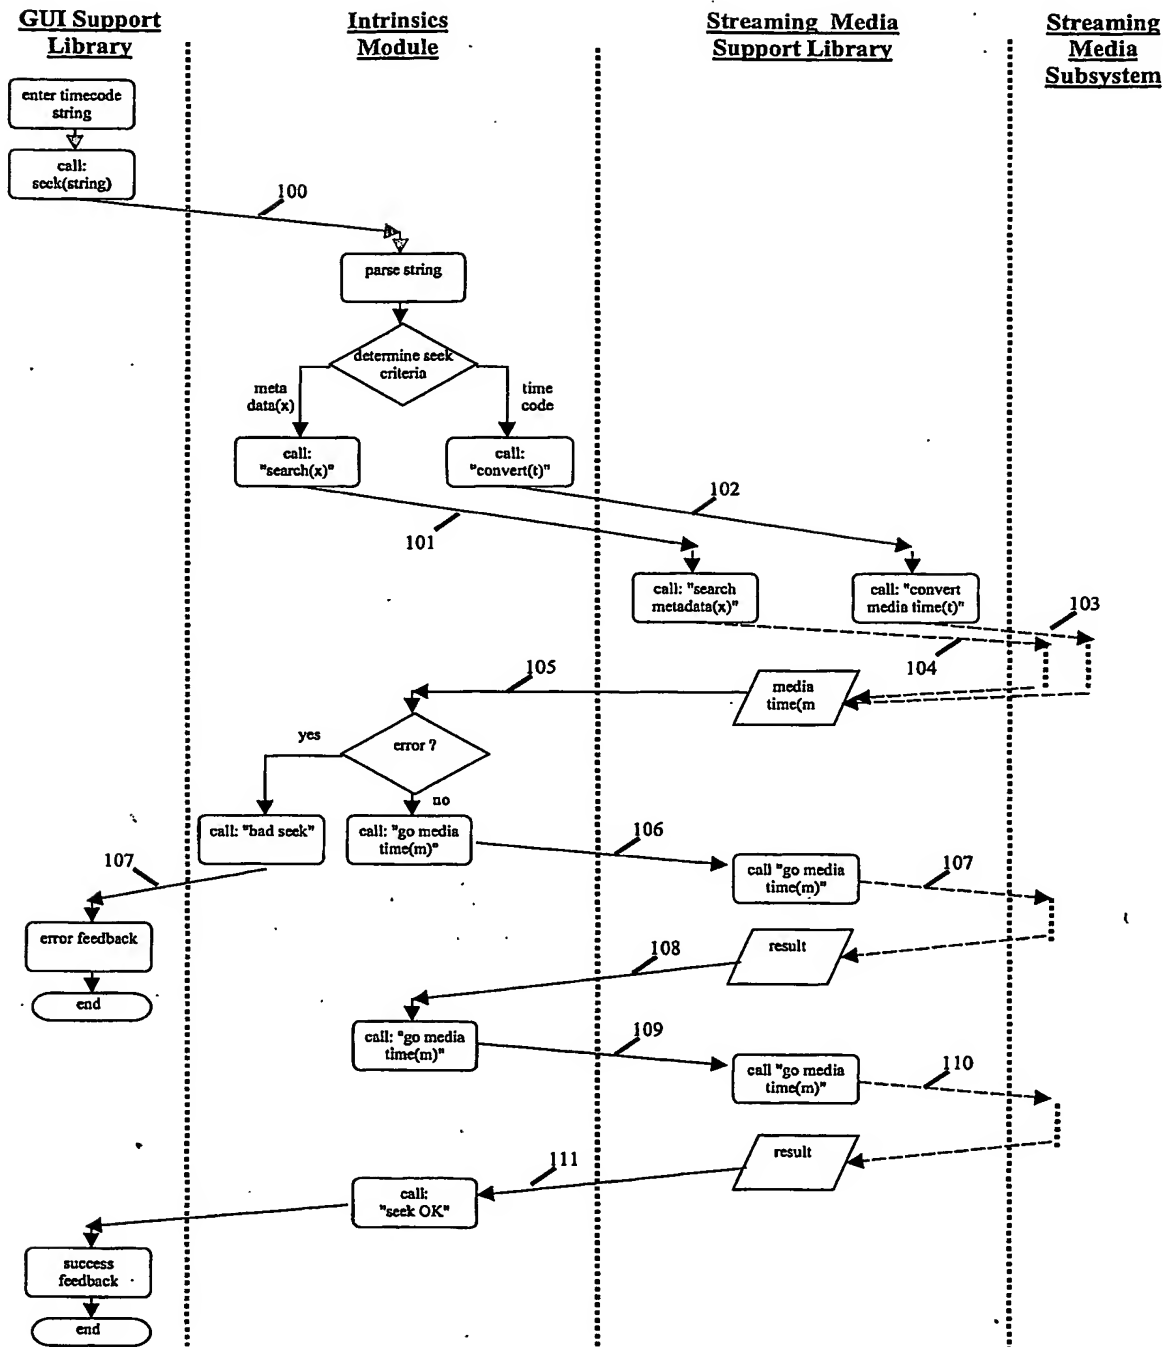 GUI Support
Library
Intrinsics
Module
Streaming Media
Support Library
Streaming
Media
Subsystem
enter timecode
string
call:
seek(string)
100
parse string
determine seek
criteria
meta
data(x)
time
code
call:
"search(x)"
call:
"convert(t)"
101
102
call: "search
metadata(x)"
call: "convert
media time(t)"
103
104
105
media
time(m
error ?
yes
no
call: "bad seek"
call: "go media
time(m)"
106
107
call "go media
time(m)"
107
error feedback
end
result
108
call: "go media
time(m)"
109
call "go media
time(m)"
110
result
111
call:
"seek OK"
success
feedback
end